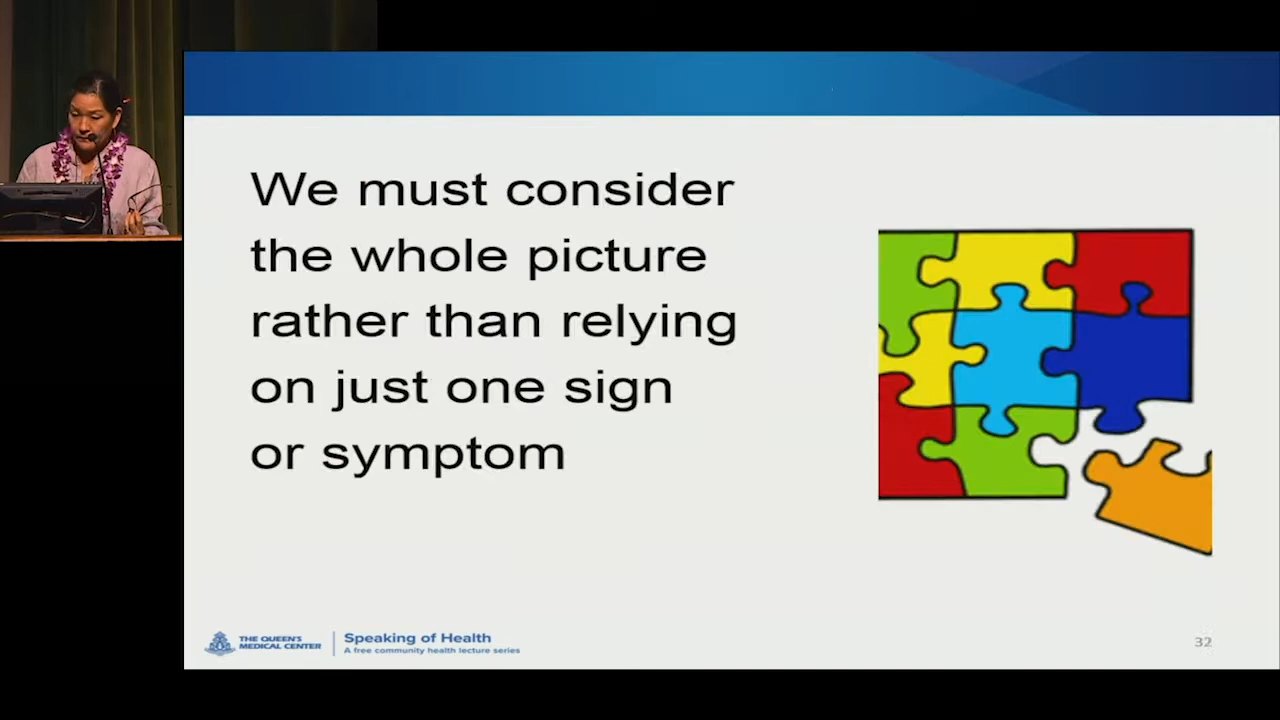 We must consider
the whole picture
rather than relying
on just one sign
or symptom
THE QUEEN'S
MEDICAL CENTER
Speaking of Health
A free community health lecture series
32